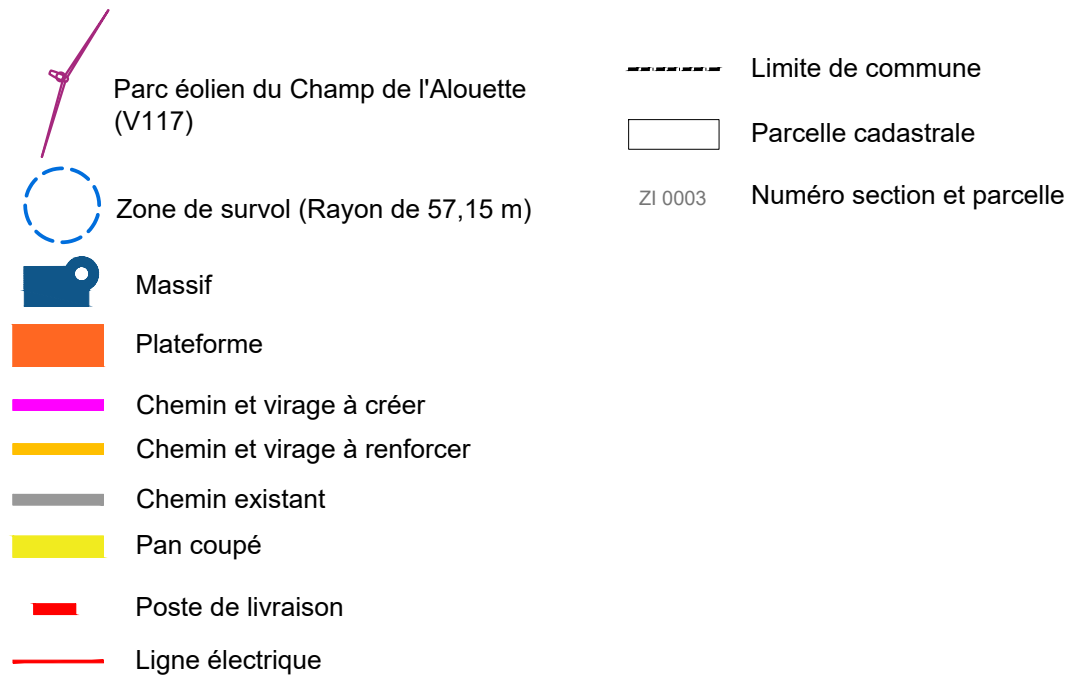 Parc éolien du Champ de l'Alouette
(V117)
Zone de survol (Rayon de 57,15 m)
Massif
Plateforme
Chemin et virage à créer
Chemin et virage à renforcer
Chemin existant
Pan coupé
Poste de livraison
Ligne électrique
Limite de commune
Parcelle cadastrale
ZI 0003 Numéro section et parcelle